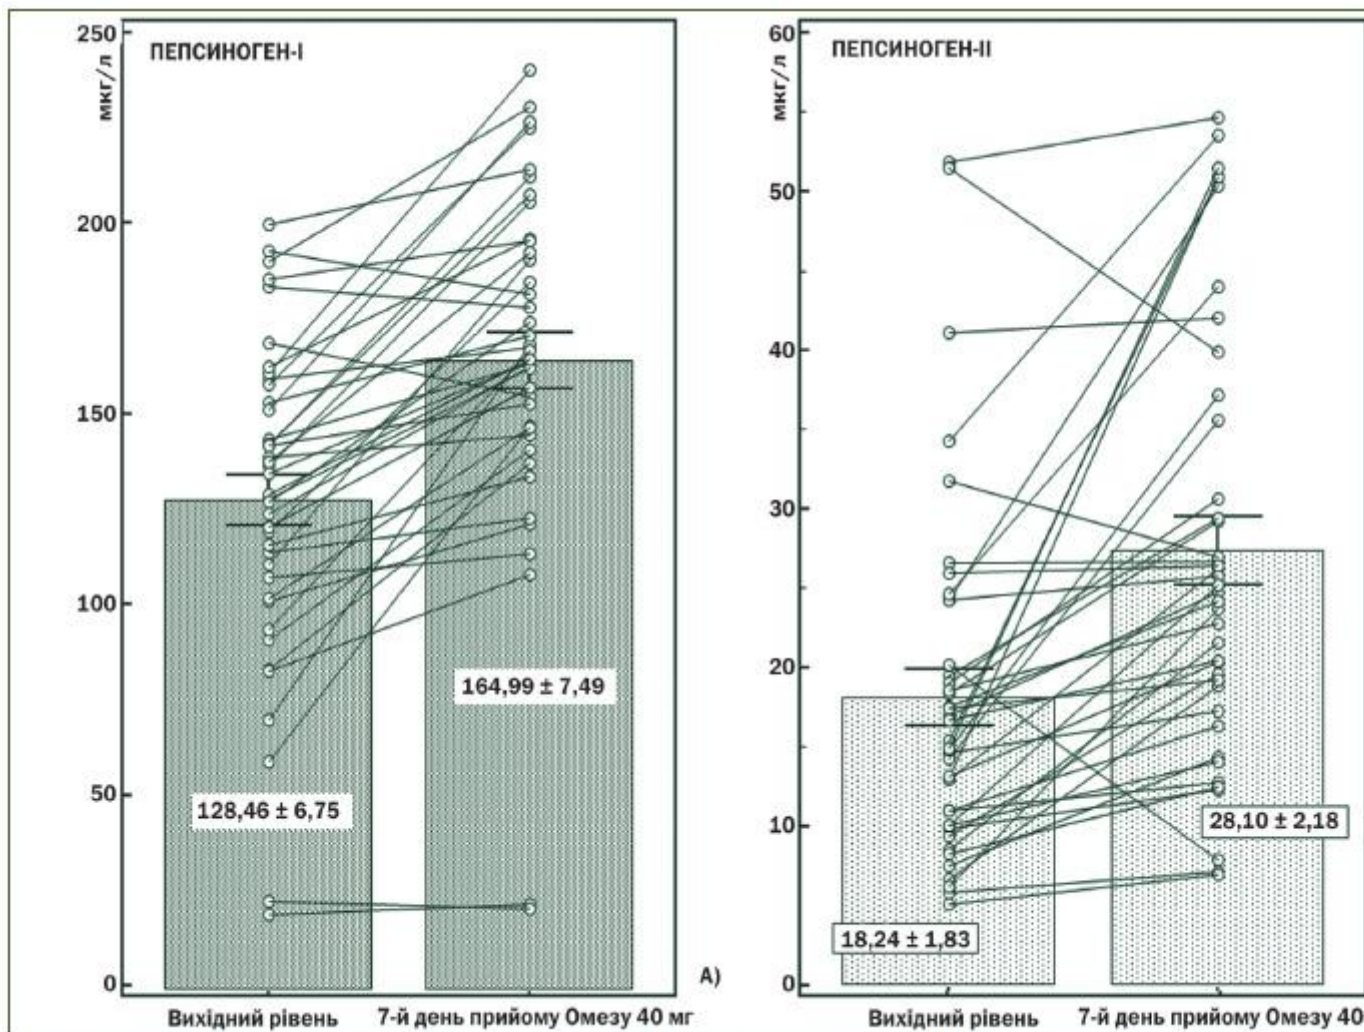 ПЕПСИНОГЕН-I
мкг/л
250
200
150
100
50
0
164,99 ± 7,49
128,46 ± 6,75
Вихідний рівень
7-й день прийому Омезу 40 мг
А)
ПЕПСИНОГЕН-II
мкг/л
60
50
40
30
20
10
0
28,10 ± 2,18
18,24 ± 1,83
Вихідний рівень
7-й день прийому Омезу 40